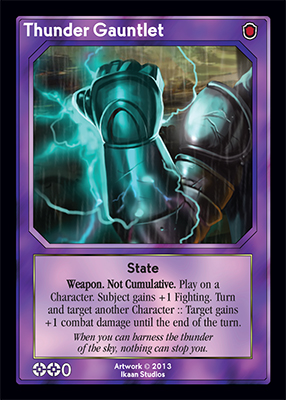 Thunder Gauntlet
State
Weapon. Not Cumulative. Play on a
Character. Subject gains +1 Fighting. Turn
and target another Character :: Target gains
+1 combat damage until the end of the turn.
When you can harness the thunder
of the sky, nothing can stop you.
Artwork © 2013
Ikaan Studios
0